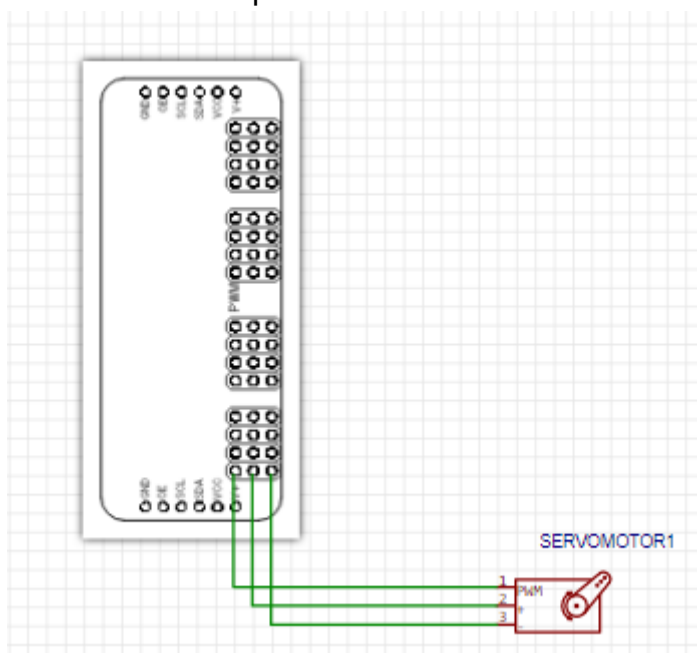 GND
OE
SCL
SDA
VCC
V+
PWM
GND
OE
SCL
SDA
VCC
V+
SERVOMOTOR1
1
PWM
2
+
3
-